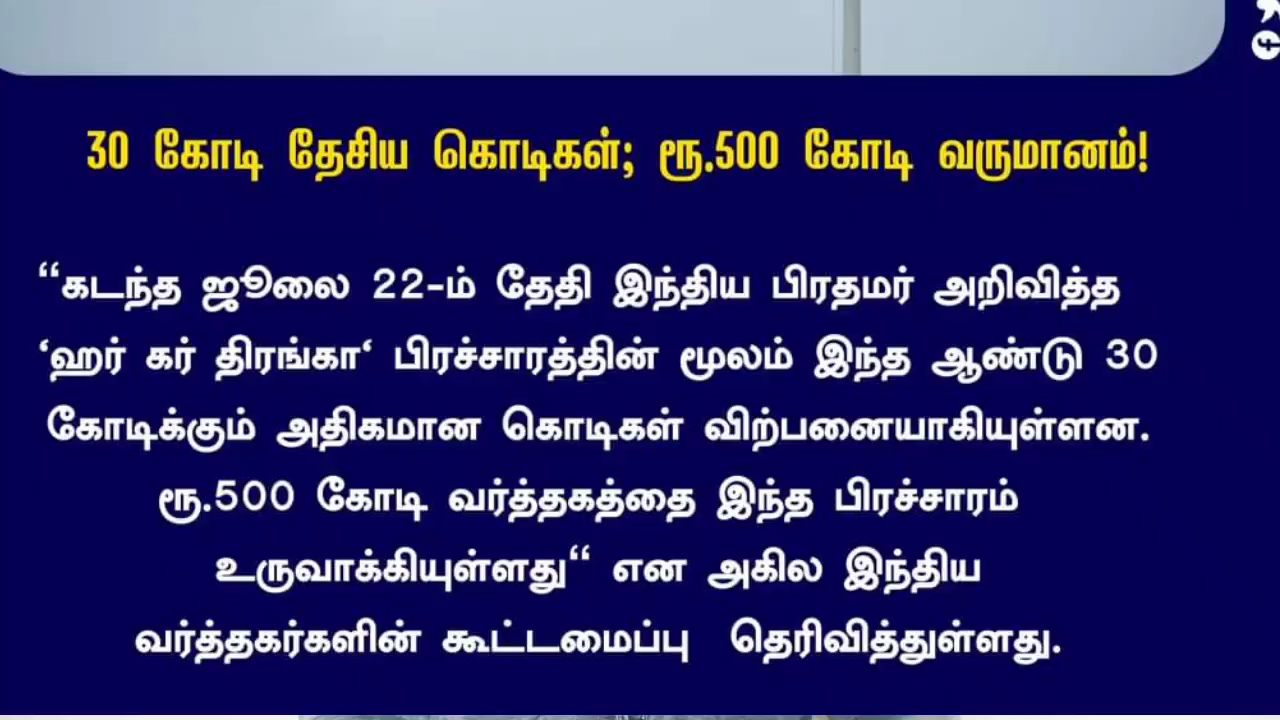 30 கோடி தேசிய கொடிகள்; ரூ.500 கோடி வருமானம்!
“கடந்த ஜூலை 22-ம் தேதி இந்திய பிரதமர் அறிவித்த
‘ஹர் கர் திரங்கா‘ பிரச்சாரத்தின் மூலம் இந்த ஆண்டு 30
கோடிக்கும் அதிகமான கொடிகள் விற்பனையாகியுள்ளன.
ரூ.500 கோடி வர்த்தகத்தை இந்த பிரச்சாரம்
உருவாக்கியுள்ளது“ என அகில இந்திய
வர்த்தகர்களின் கூட்டமைப்பு தெரிவித்துள்ளது.